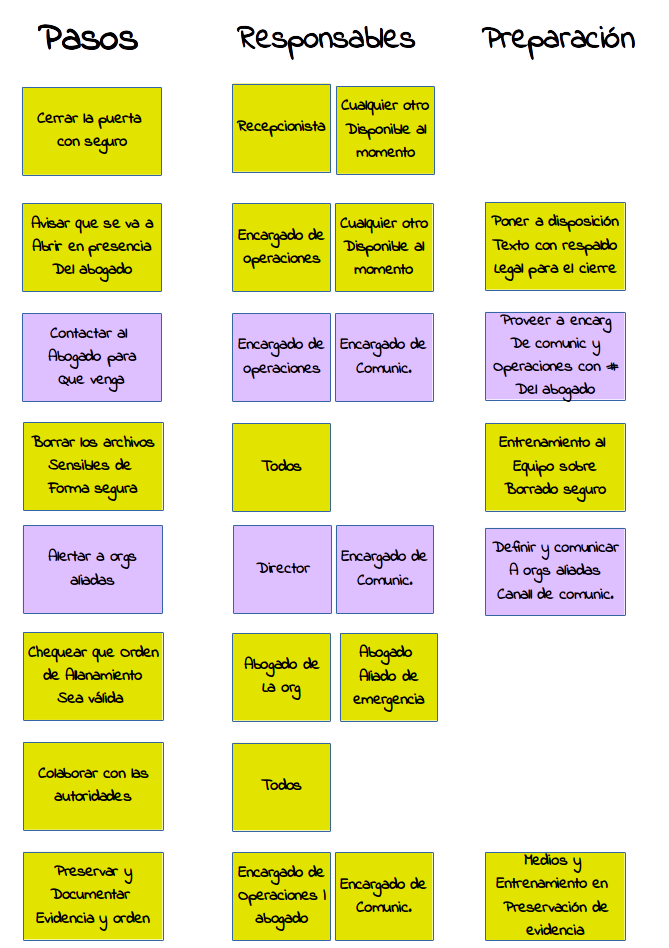 Pasos
Responsables
Preparación
Cerrar la puerta
con seguro
Recepcionista
Cualquier otro
Disponible al
momento
Avisar que se va a
Abrir en presencia
Del abogado
Encargado de
operaciones
Cualquier otro
Disponible al
momento
Poner a disposición
Texto con respaldo
Legal para el cierre
Contactar al
Abogado para
Que venga
Encargado de
operaciones
Encargado de
Comunic.
Proveer a encarg
De comunic y
Operaciones con #
Del abogado
Borrar los archivos
Sensibles de
Forma segura
Todos
Entrenamiento al
Equipo sobre
Borrado seguro
Alertar a orgs
aliadas
Director
Encargado de
Comunic.
Definir y comunicar
A orgs aliadas
Canall de comunic.
Chequear que Orden
de Allanamiento
Sea válida
Abogado de
La org
Abogado
Aliado de
emergencia
Colaborar con las
autoridades
Todos
Preservar y
Documentar
Evidencia y orden
Encargado de
Operaciones |
abogado
Encargado de
Comunic.
Medios y
Entrenamiento en
Preservación de
evidencia